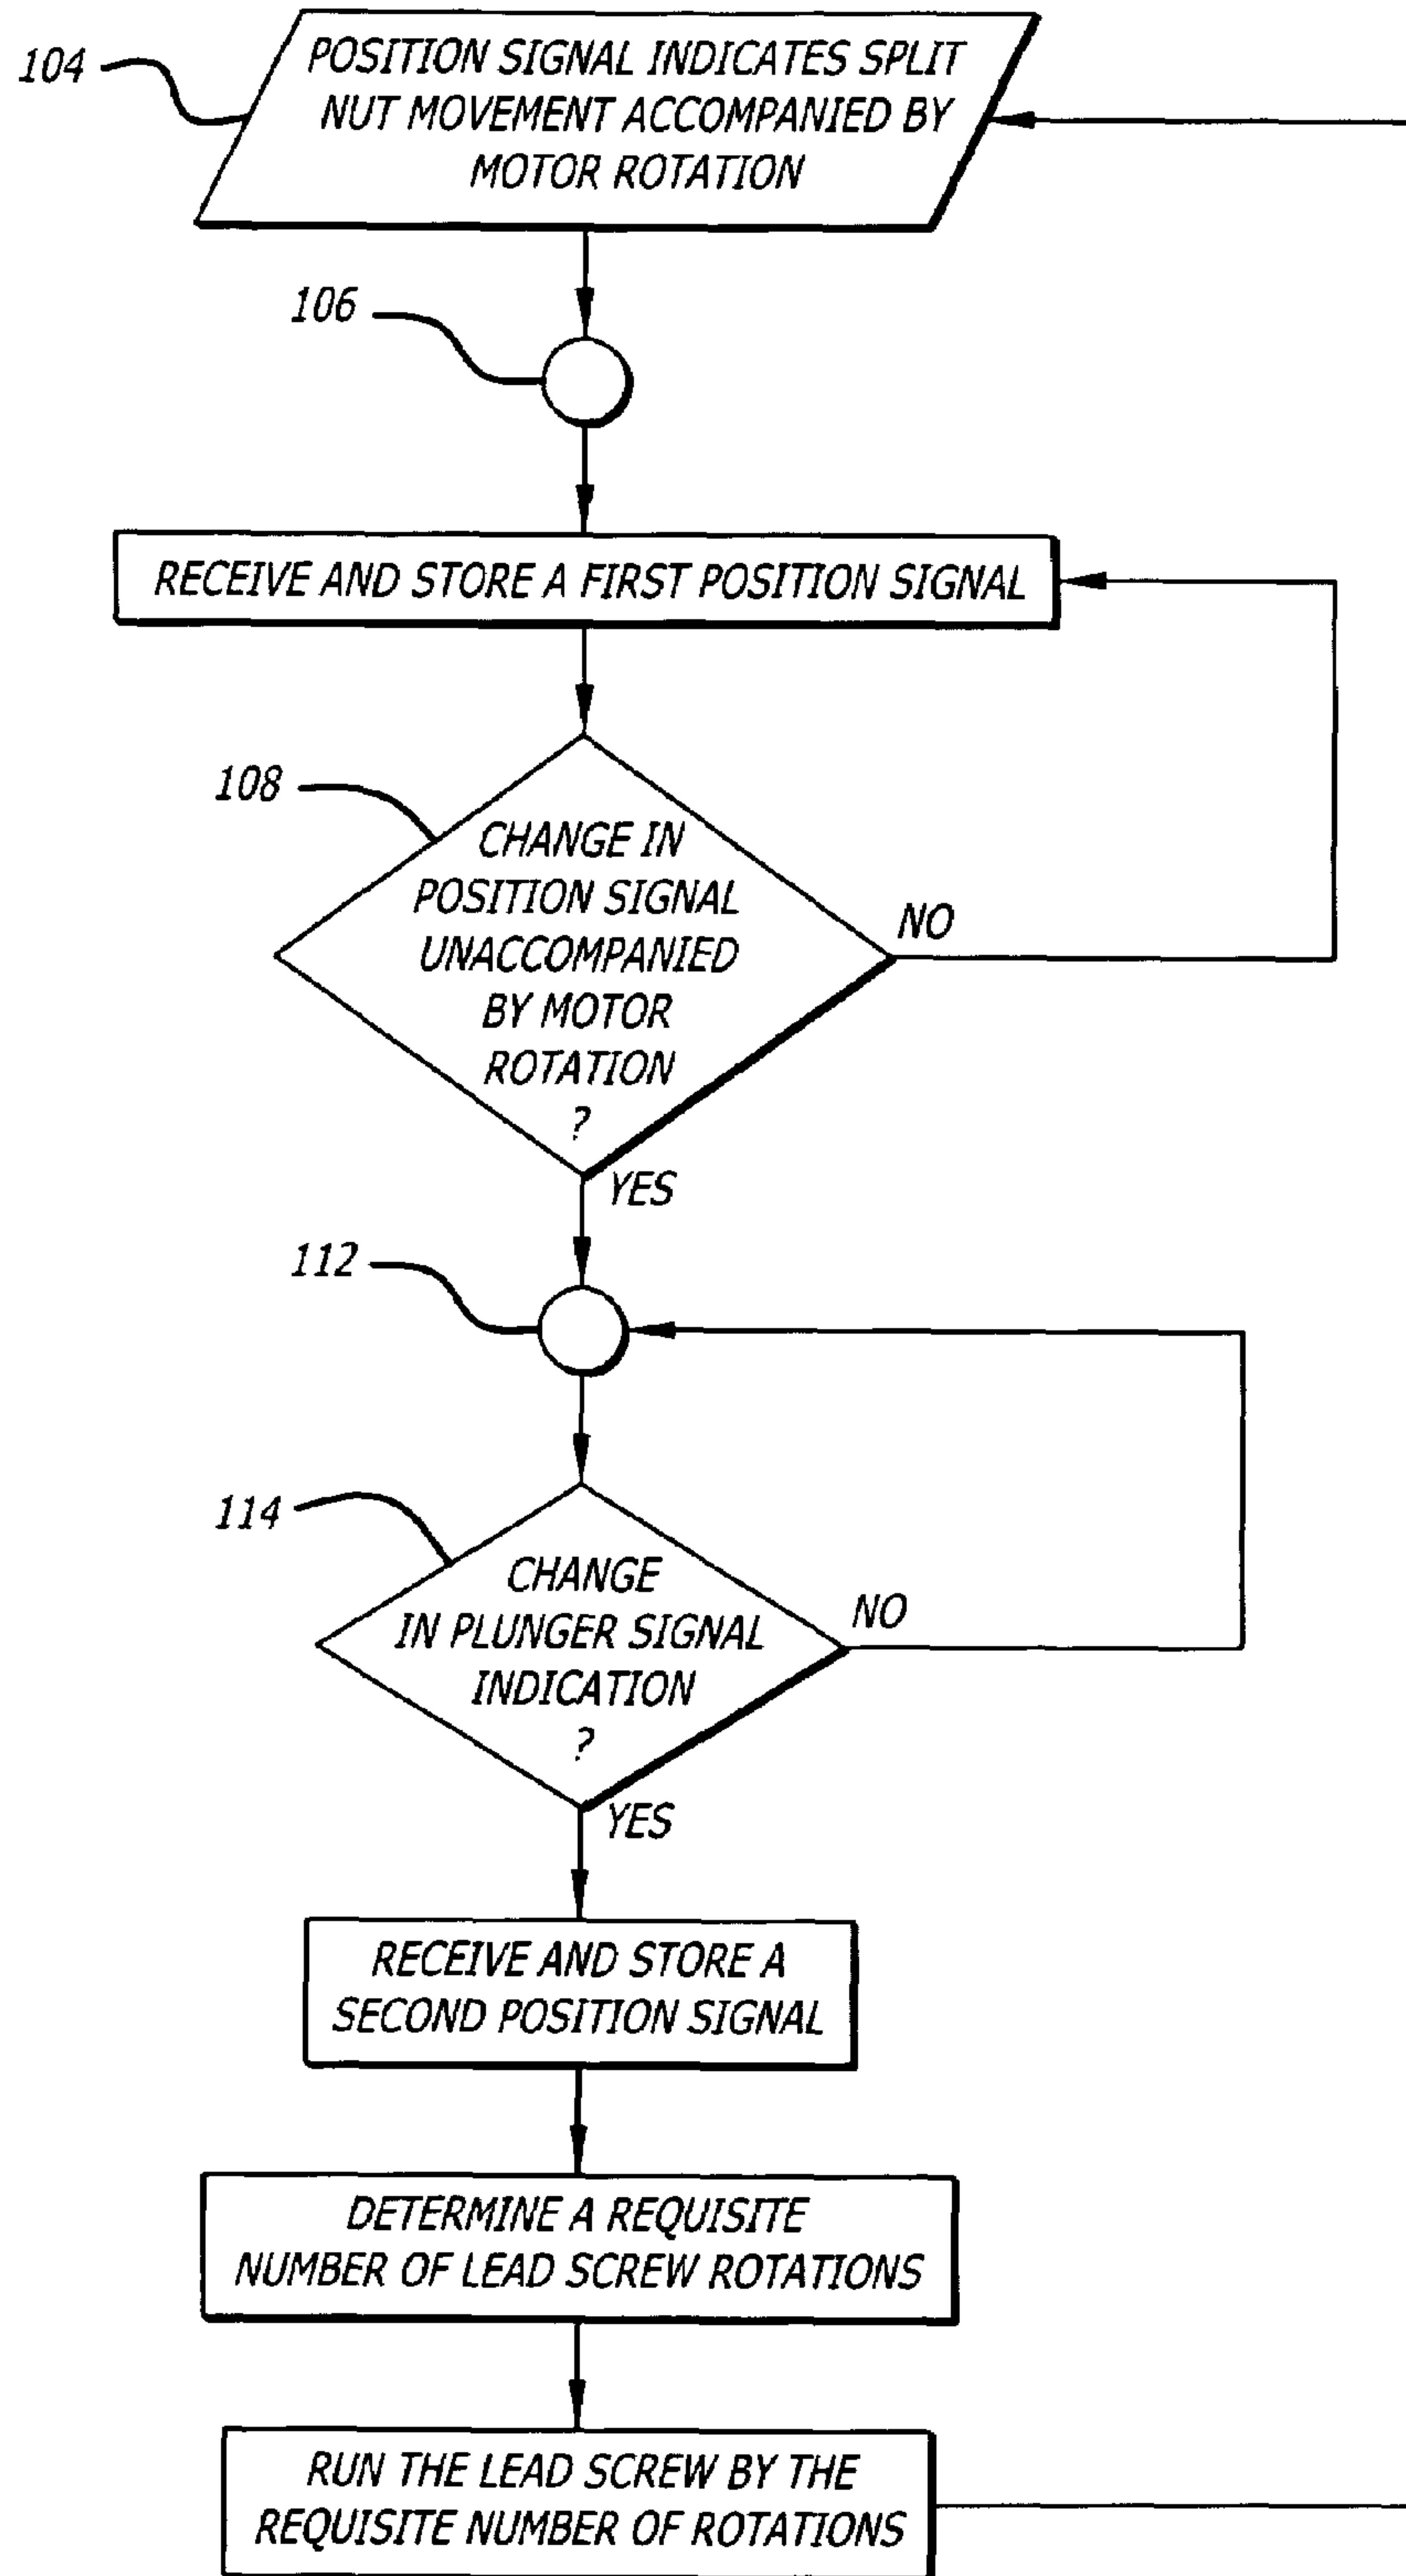 104
POSITION SIGNAL INDICATES SPLIT
NUT MOVEMENT ACCOMPANIED BY
MOTOR ROTATION
106
RECEIVE AND STORE A FIRST POSITION SIGNAL
108
CHANGE IN
POSITION SIGNAL
UNACCOMPANIED
BY MOTOR
ROTATION
?
NO
YES
112
114
CHANGE
IN PLUNGER SIGNAL
INDICATION
?
NO
YES
RECEIVE AND STORE A
SECOND POSITION SIGNAL
DETERMINE A REQUISITE
NUMBER OF LEAD SCREW ROTATIONS
RUN THE LEAD SCREW BY THE
REQUISITE NUMBER OF ROTATIONS